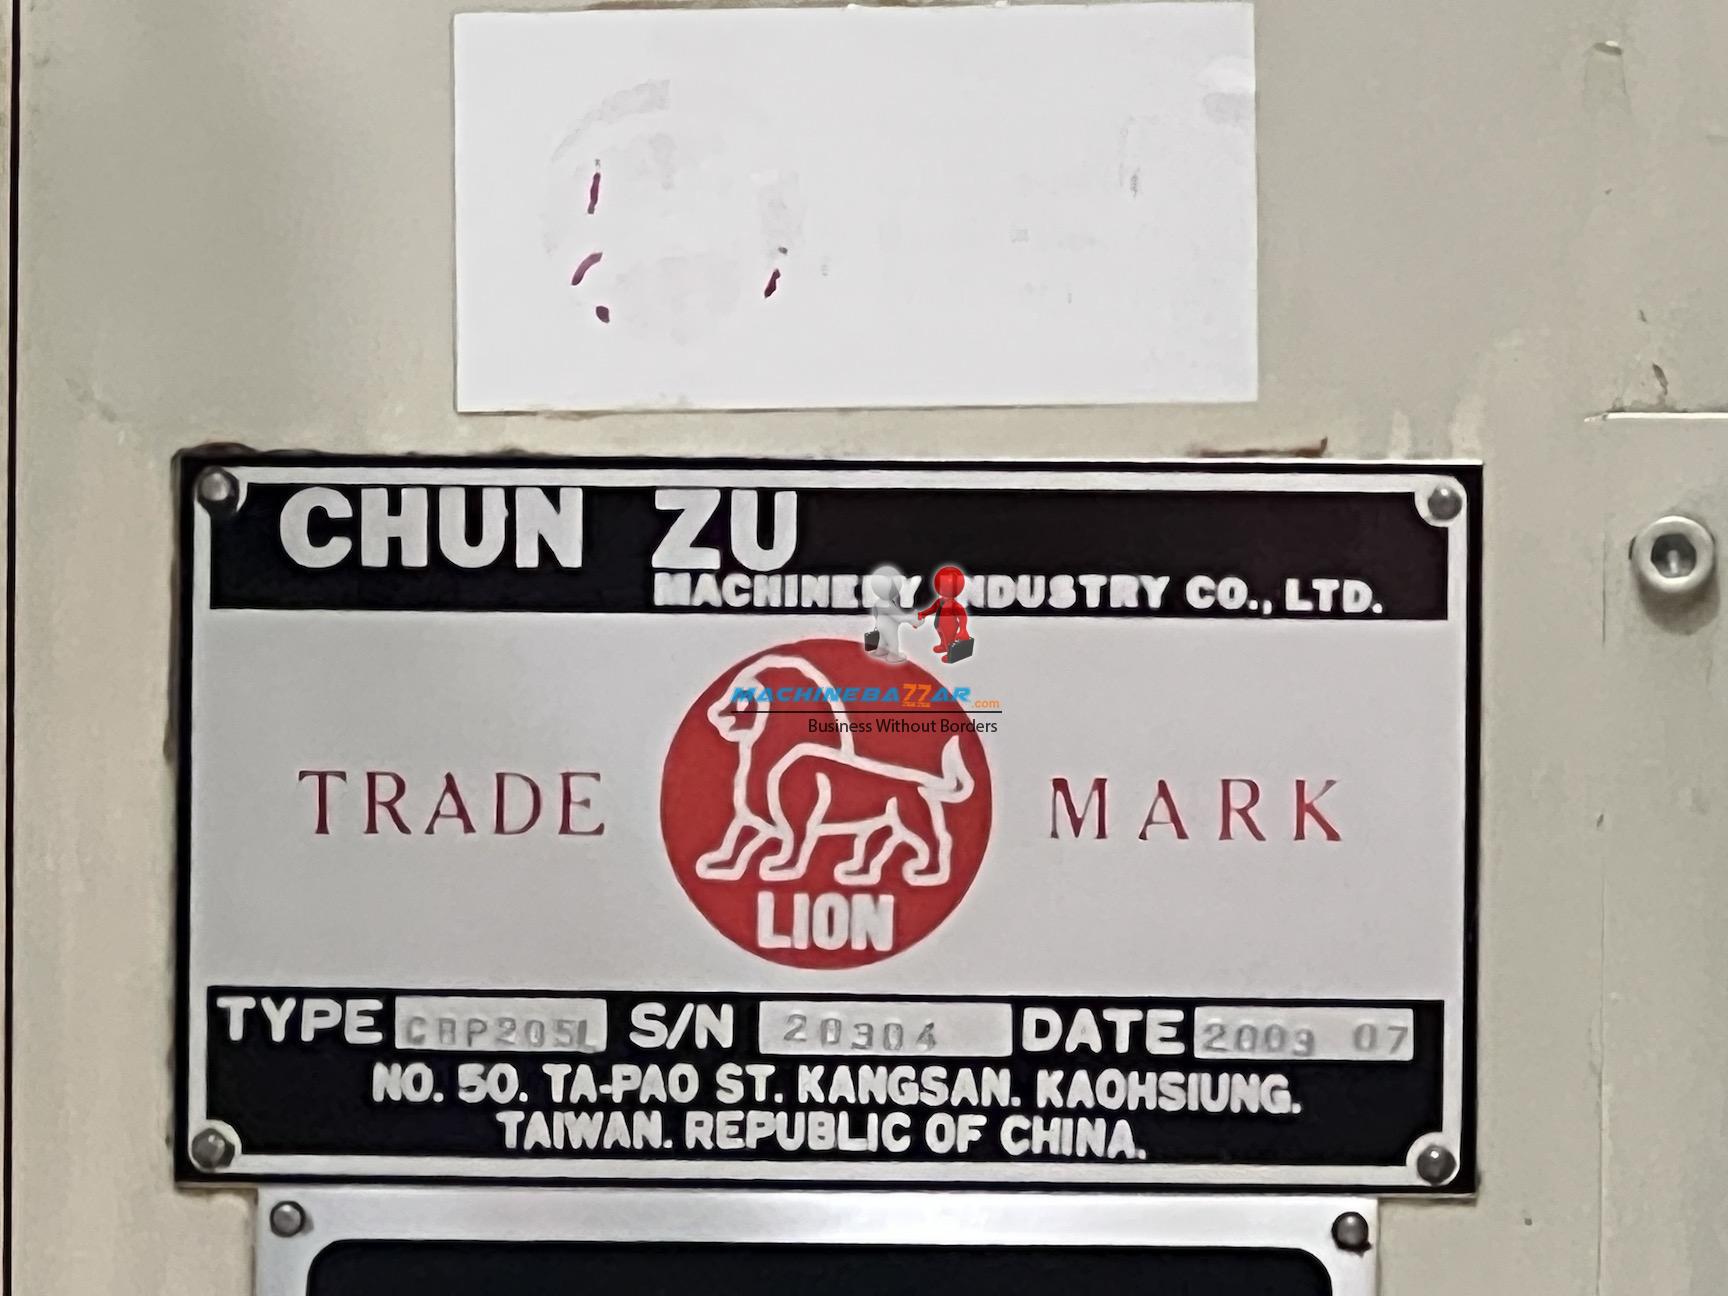 CHUN ZU
MACHINERY INDUSTRY CO., LTD.
MACHINEBAZZAR.com
Business Without Borders
TRADE MARK
LION
TYPE CBP205L S/N 20304 DATE 2009 07
NO. 50. TA-PAO ST. KANGSAN. KAOHSIUNG.
TAIWAN. REPUBLIC OF CHINA.